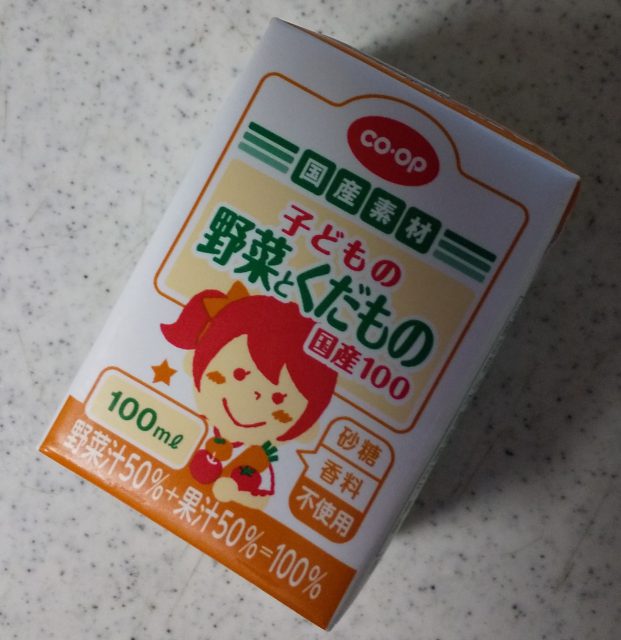 CO·OP
国産素材
子どもの
野菜とくだもの
国産100
100ml
砂糖
香料
不使用
野菜汁50%+果汁50%=100%